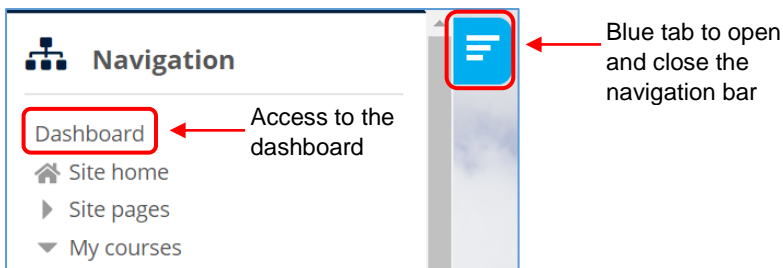 Navigation
Dashboard
Site home
Site pages
My courses
Access to the
dashboard
Blue tab to open
and close the
navigation bar